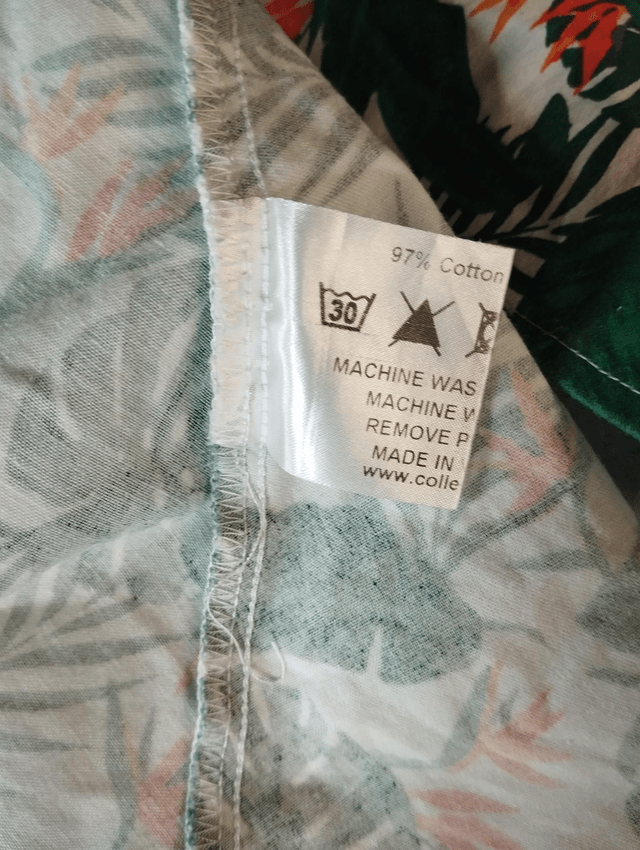 97% Cotton
30
MACHINE WAS
MACHINE W
REMOVE P
MADE IN
www.colle